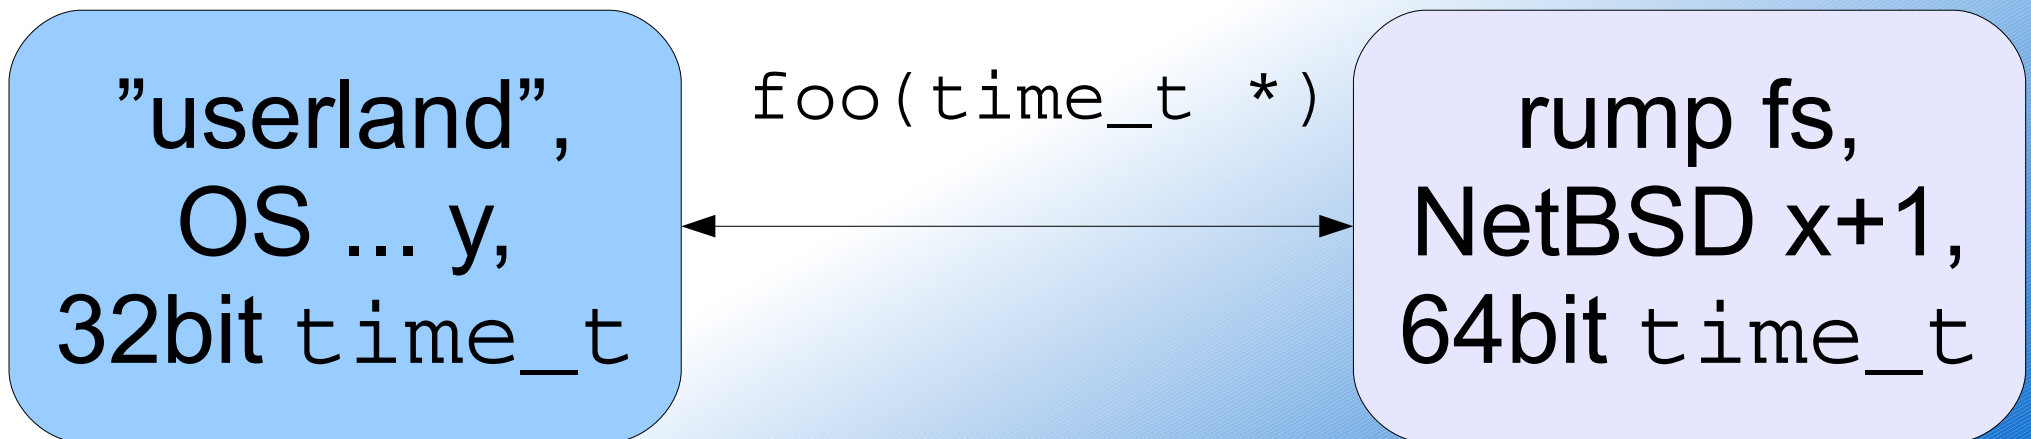 ”userland”,
OS ... y,
32bit time_t
foo(time_t *)
rump fs,
NetBSD x+1,
64bit time_t